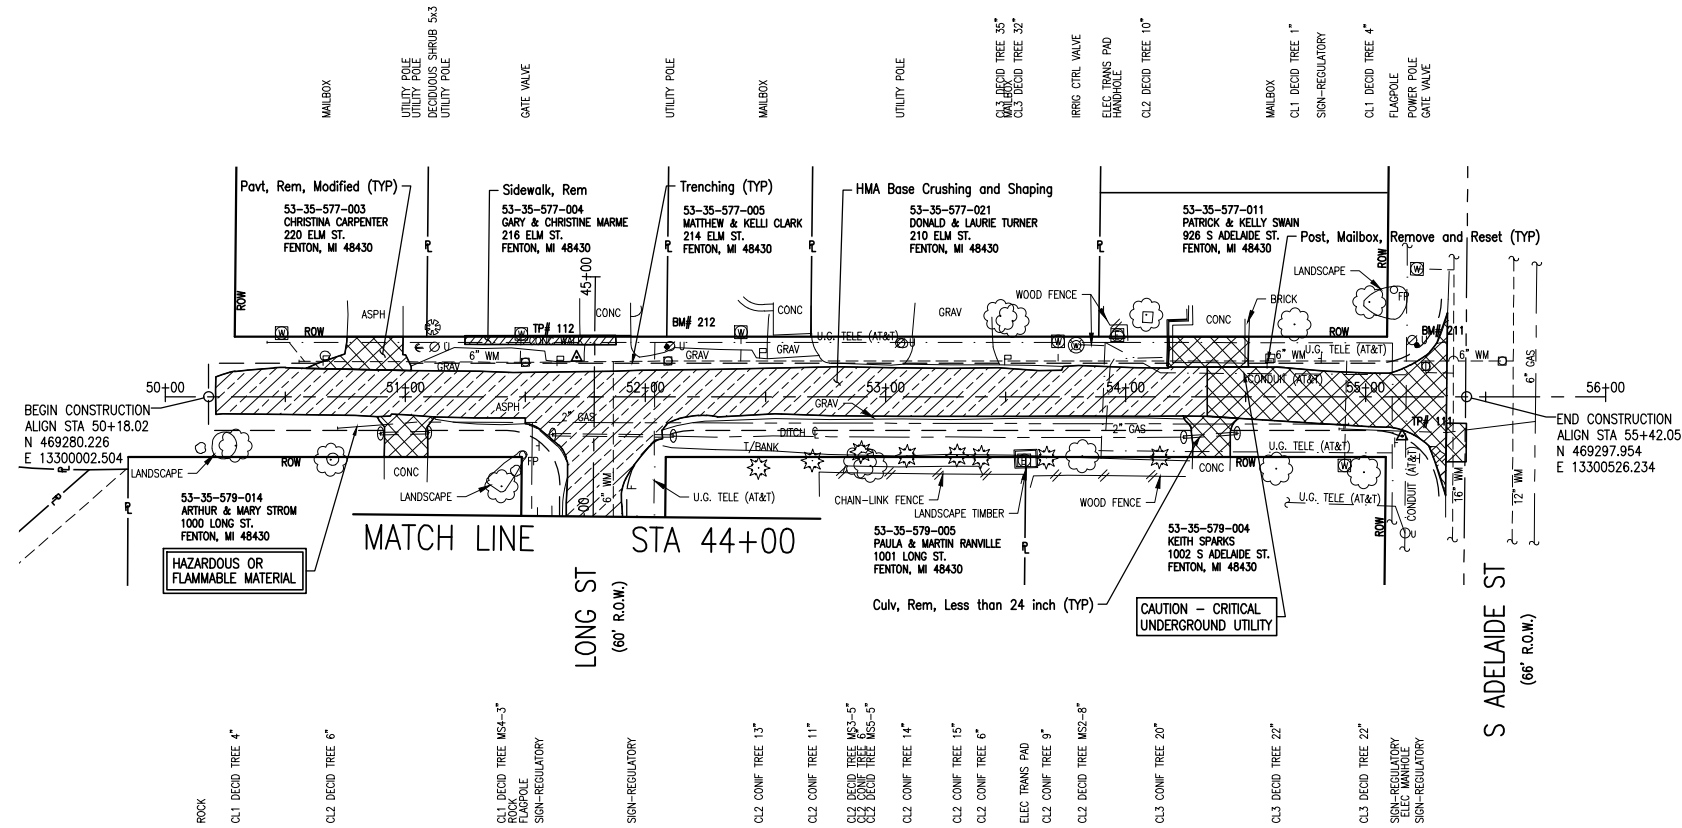 MAILBOX
UTILITY POLE
UTILITY POLE
DECIDUOUS SHRUB 5x3
UTILITY POLE
GATE VALVE
UTILITY POLE
MAILBOX
UTILITY POLE
CL3 DECID TREE 35"
MAILBOX
CL3 DECID TREE 32"
IRRIG CTRL VALVE
ELEC TRANS PAD
HANDHOLE
CL2 DECID TREE 10"
MAILBOX
CL1 DECID TREE 1"
SIGN-REGULATORY
CL1 DECID TREE 4"
FLAGPOLE
POWER POLE
GATE VALVE
Pavt, Rem, Modified (TYP)
53-35-577-003
CHRISTINA CARPENTER
220 ELM ST.
FENTON, MI 48430
Sidewalk, Rem
53-35-577-004
GARY & CHRISTINE MARME
216 ELM ST.
FENTON, MI 48430
Trenching (TYP)
53-35-577-005
MATTHEW & KELLI CLARK
214 ELM ST.
FENTON, MI 48430
HMA Base Crushing and Shaping
53-35-577-021
DONALD & LAURIE TURNER
210 ELM ST.
FENTON, MI 48430
53-35-577-011
PATRICK & KELLY SWAIN
926 S ADELAIDE ST.
FENTON, MI 48430
Post, Mailbox, Remove and Reset (TYP)
LANDSCAPE
ROW
WOOD FENCE
BRICK
FP
ROW
ASPH
45+00
CONC
CONC
GRAV
CONC
ROW
TP# 112
BM# 212
U.G. TELE (AT&T)
ROW
BM# 211
6" WM
GRAV
GRAV
GRAV
6" WM
U.G. TELE (AT&T)
6" WM
6" GAS
50+00
51+00
52+00
53+00
54+00
CONDUIT (AT&T)
55+00
56+00
BEGIN CONSTRUCTION
ALIGN STA 50+18.02
N 469280.226
E 13300002.504
END CONSTRUCTION
ALIGN STA 55+42.05
N 469297.954
E 13300526.234
ASPH
2" GAS
GRAV
DITCH
2" GAS
TP# 111
T/BANK
U.G. TELE (AT&T)
LANDSCAPE
ROW
CONC
FP
CONC
ROW
LANDSCAPE
6" WM
U.G. TELE (AT&T)
CHAIN-LINK FENCE
WOOD FENCE
LANDSCAPE TIMBER
U.G. TELE (AT&T)
CONDUIT (AT&T)
16" WM
12" WM
ROW
53-35-579-014
ARTHUR & MARY STROM
1000 LONG ST.
FENTON, MI 48430
MATCH LINE STA 44+00
53-35-579-005
PAULA & MARTIN RANVILLE
1001 LONG ST.
FENTON, MI 48430
53-35-579-004
KEITH SPARKS
1002 S ADELAIDE ST.
FENTON, MI 48430
HAZARDOUS OR
FLAMMABLE MATERIAL
Culv, Rem, Less than 24 inch (TYP)
CAUTION - CRITICAL
UNDERGROUND UTILITY
LONG ST
(60' R.O.W.)
S ADELAIDE ST
(66' R.O.W.)
ROCK
CL1 DECID TREE 4"
CL2 DECID TREE 6"
CL1 DECID TREE MS4-3"
ROCK
FLAGPOLE
SIGN-REGULATORY
SIGN-REGULATORY
CL2 CONIF TREE 13"
CL2 CONIF TREE 11"
CL2 DECID TREE MS3-5"
CL2 CONIF TREE 6"
CL2 DECID TREE MS5-5"
CL2 CONIF TREE 14"
CL2 CONIF TREE 15"
CL2 CONIF TREE 6"
ELEC TRANS PAD
CL2 CONIF TREE 9"
CL2 DECID TREE MS2-8"
CL3 CONIF TREE 20"
CL3 DECID TREE 22"
CL3 DECID TREE 22"
SIGN-REGULATORY
ELEC MANHOLE
SIGN-REGULATORY